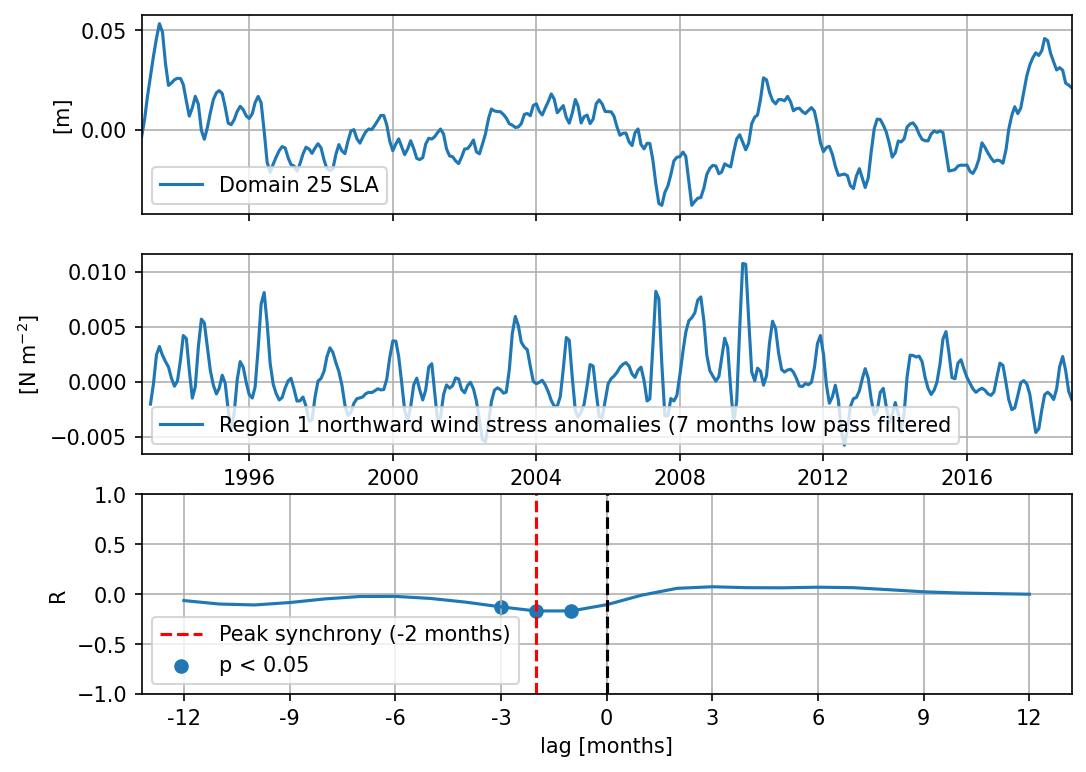 0.05
[m]
0.00
Domain 25 SLA
0.010
0.005
[N m⁻²]
0.000
−0.005
Region 1 northward wind stress anomalies (7 months low pass filtered
1996 2000 2004 2008 2012 2016
1.0
0.5
R
0.0
−0.5
−1.0
Peak synchrony (-2 months)
p < 0.05
-12 -9 -6 -3 0 3 6 9 12
lag [months]